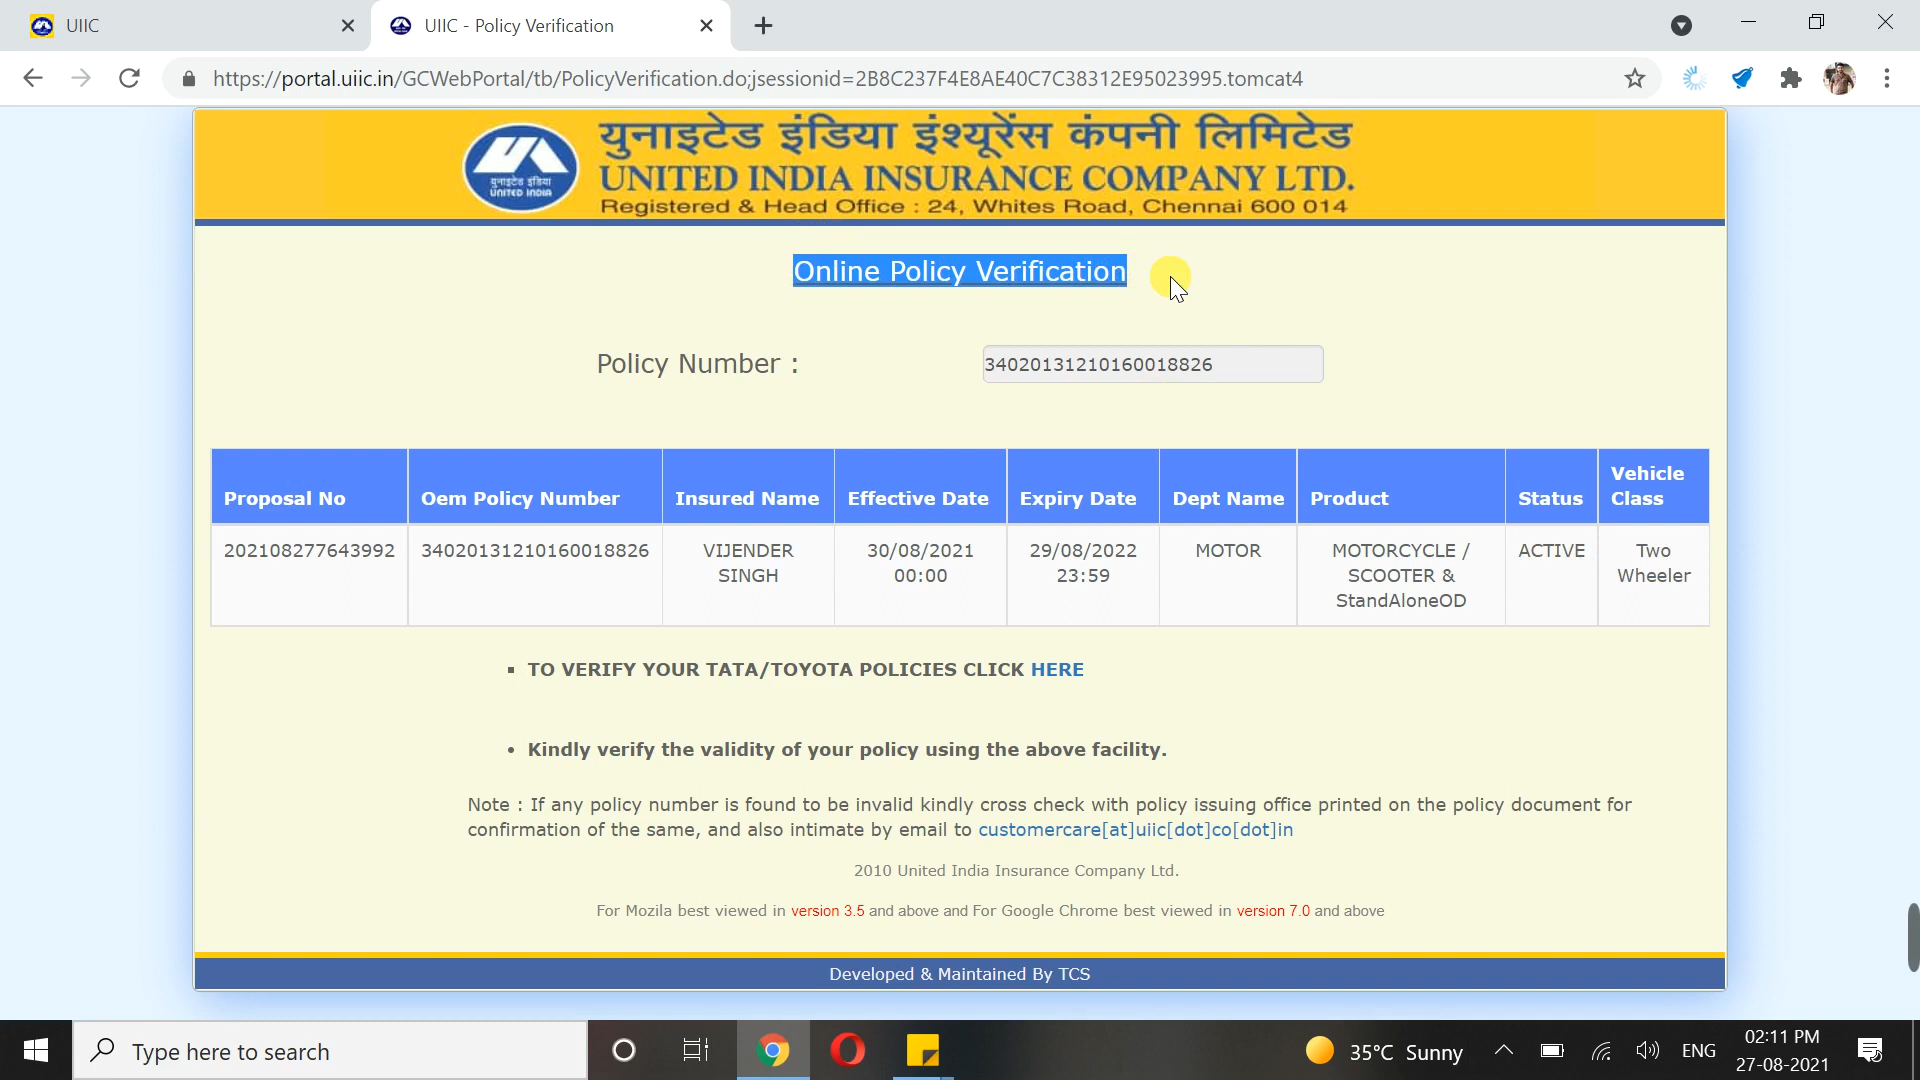 UIIC
UIIC - Policy Verification
https://portal.uiic.in/GCWebPortal/tb/PolicyVerification.do;jsessionid=2B8C237F4E8AE40C7C38312E95023995.tomcat4
युनाइटेड इंडिया इंश्यूरेंस कंपनी लिमिटेड
युनाइटेड इंडिया
UNITED INDIA
UNITED INDIA INSURANCE COMPANY LTD.
Registered & Head Office : 24, Whites Road, Chennai 600 014
Online Policy Verification
Policy Number :
34020131210160018826
Proposal No
Oem Policy Number
Insured Name
Effective Date
Expiry Date
Dept Name
Product
Status
Vehicle
Class
202108277643992
34020131210160018826
VIJENDER
SINGH
30/08/2021
00:00
29/08/2022
23:59
MOTOR
MOTORCYCLE /
SCOOTER &
StandAloneOD
ACTIVE
Two
Wheeler
▪ TO VERIFY YOUR TATA/TOYOTA POLICIES CLICK HERE
• Kindly verify the validity of your policy using the above facility.
Note : If any policy number is found to be invalid kindly cross check with policy issuing office printed on the policy document for
confirmation of the same, and also intimate by email to customercare[at]uiic[dot]co[dot]in
2010 United India Insurance Company Ltd.
For Mozila best viewed in version 3.5 and above and For Google Chrome best viewed in version 7.0 and above
Developed & Maintained By TCS
Type here to search
35°C Sunny
ENG
02:11 PM
27-08-2021